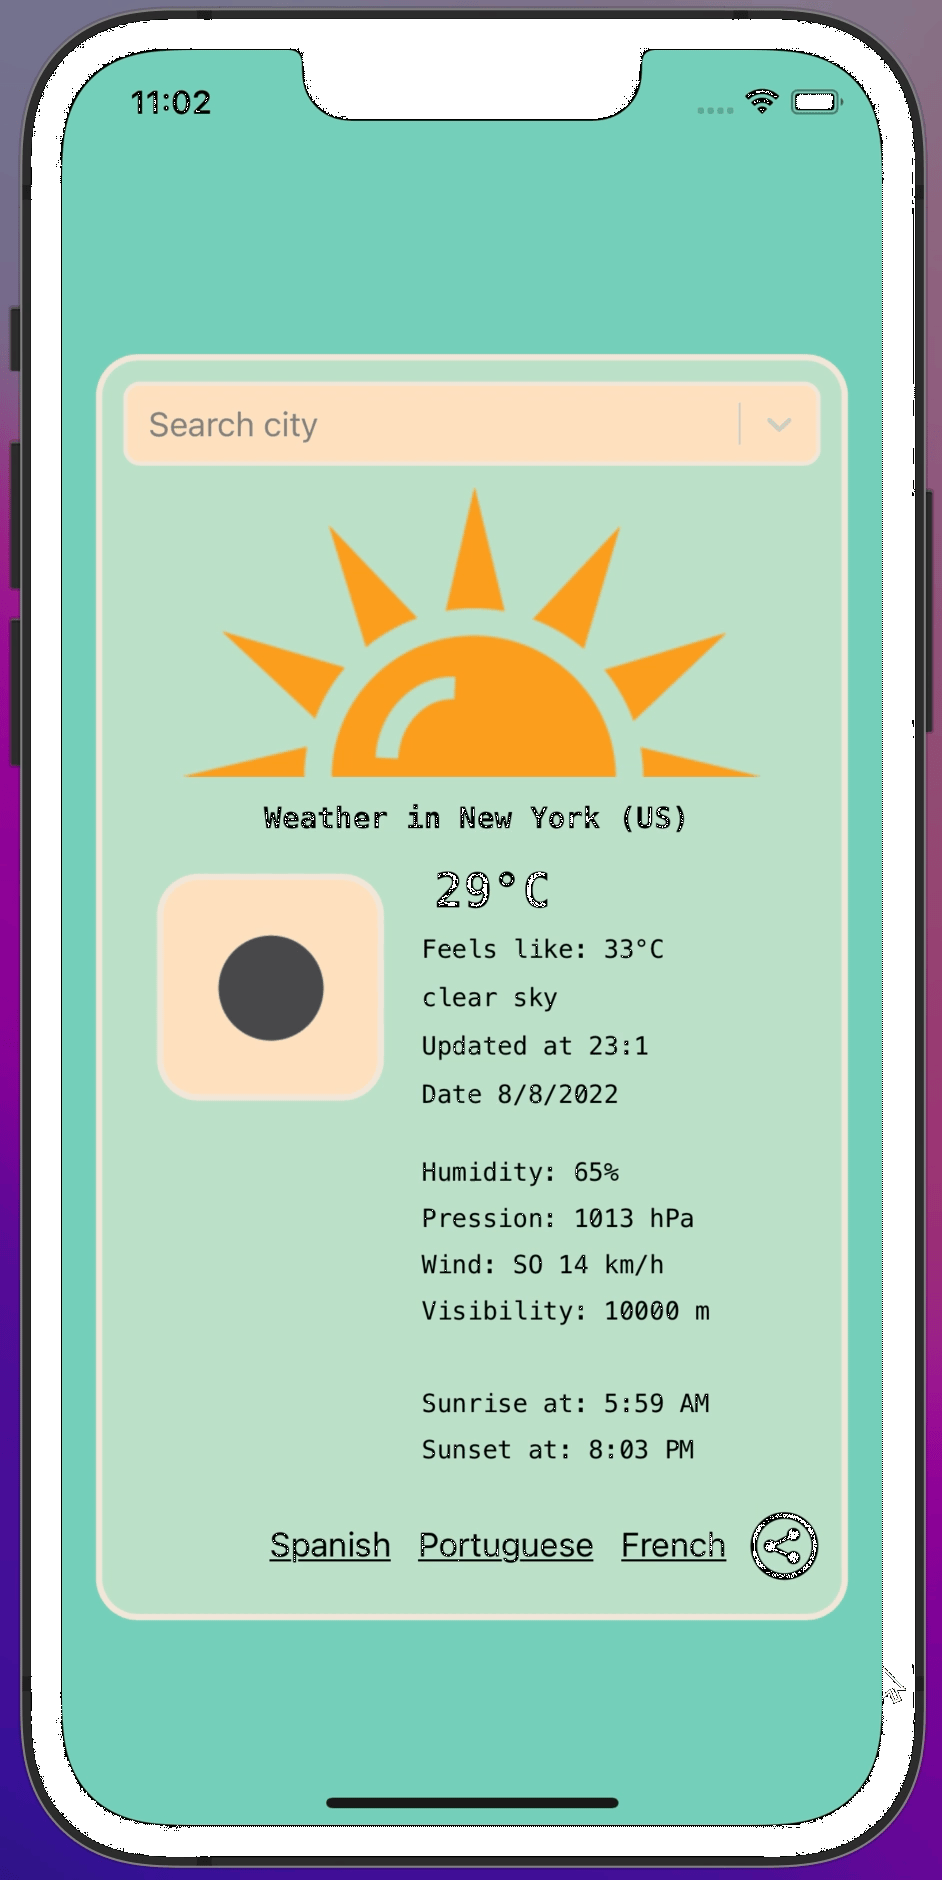 11:02
Search city
Weather in New York (US)
29°C
Feels like: 33°C
clear sky
Updated at 23:1
Date 8/8/2022
Humidity: 65%
Pression: 1013 hPa
Wind: SO 14 km/h
Visibility: 10000 m
Sunrise at: 5:59 AM
Sunset at: 8:03 PM
Spanish Portuguese French